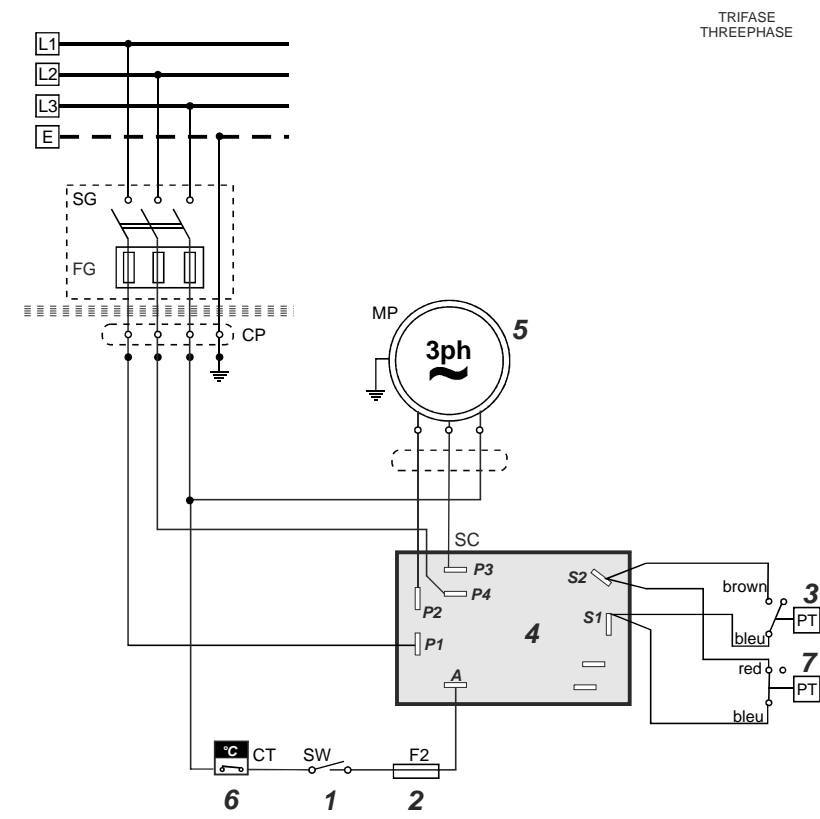 TRIFASE
THREEPHASE
L1
L2
L3
E
SG
FG
CP
MP
5
3ph
SC
P3
P4
S2
P2
S1
4
P1
A
brown
3
PT
bleu
7
red
PT
bleu
°C
CT
SW
F2
6
1
2